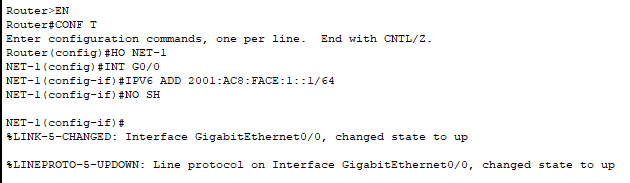 Router>EN
Router#CONF T
Enter configuration commands, one per line.  End with CNTL/Z.
Router(config)#HO NET-1
NET-1(config)#INT G0/0
NET-1(config-if)#IPV6 ADD 2001:AC8:FACE:1::1/64
NET-1(config-if)#NO SH
NET-1(config-if)#
%LINK-5-CHANGED: Interface GigabitEthernet0/0, changed state to up
%LINEPROTO-5-UPDOWN: Line protocol on Interface GigabitEthernet0/0, changed state to up